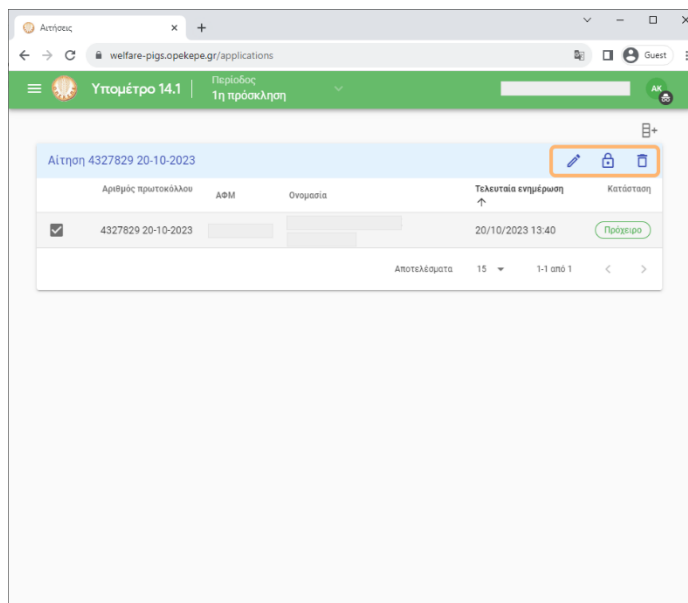 Αιτήσεις
welfare-pigs.opekepe.gr/applications
Guest
Υπομέτρο 14.1
Περίοδος
1η πρόσκληση
AK
Αίτηση 4327829 20-10-2023
Αριθμός πρωτοκόλλου ΑΦΜ Ονομασία Τελευταία ενημέρωση Κατάσταση
4327829 20-10-2023 20/10/2023 13:40 Πρόχειρο
Αποτελέσματα 15 1-1 από 1